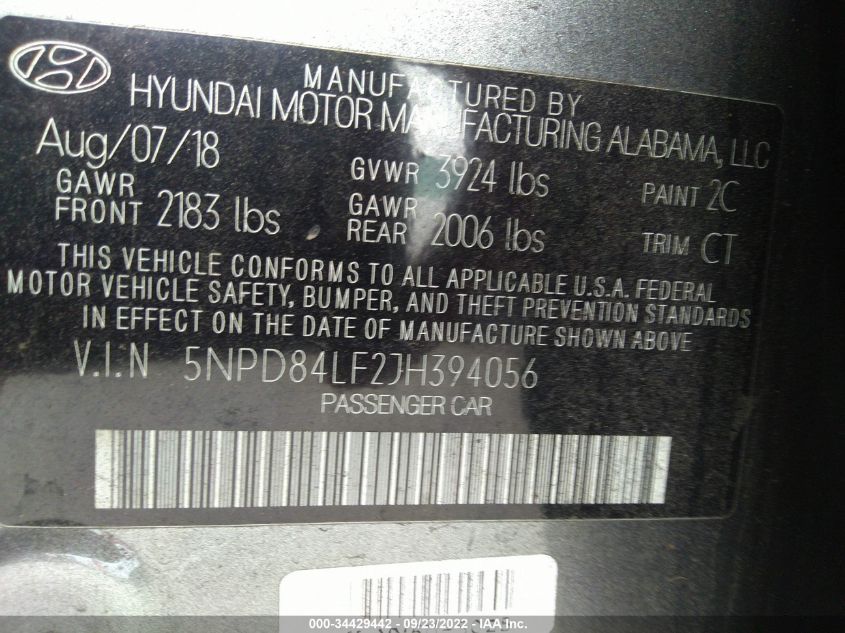 MANUFACTURED BY
HYUNDAI MOTOR MANUFACTURING ALABAMA, LLC
Aug/07/18
GVWR 3924 lbs
PAINT 2C
GAWR FRONT 2183 lbs
GAWR REAR 2006 lbs
TRIM CT
THIS VEHICLE CONFORMS TO ALL APPLICABLE U.S.A. FEDERAL
MOTOR VEHICLE SAFETY, BUMPER, AND THEFT PREVENTION STANDARDS
IN EFFECT ON THE DATE OF MANUFACTURE SHOWN ABOVE
V.I.N 5NPD84LF2JH394056
PASSENGER CAR
000-34429442 - 09/23/2022 - IAA Inc.